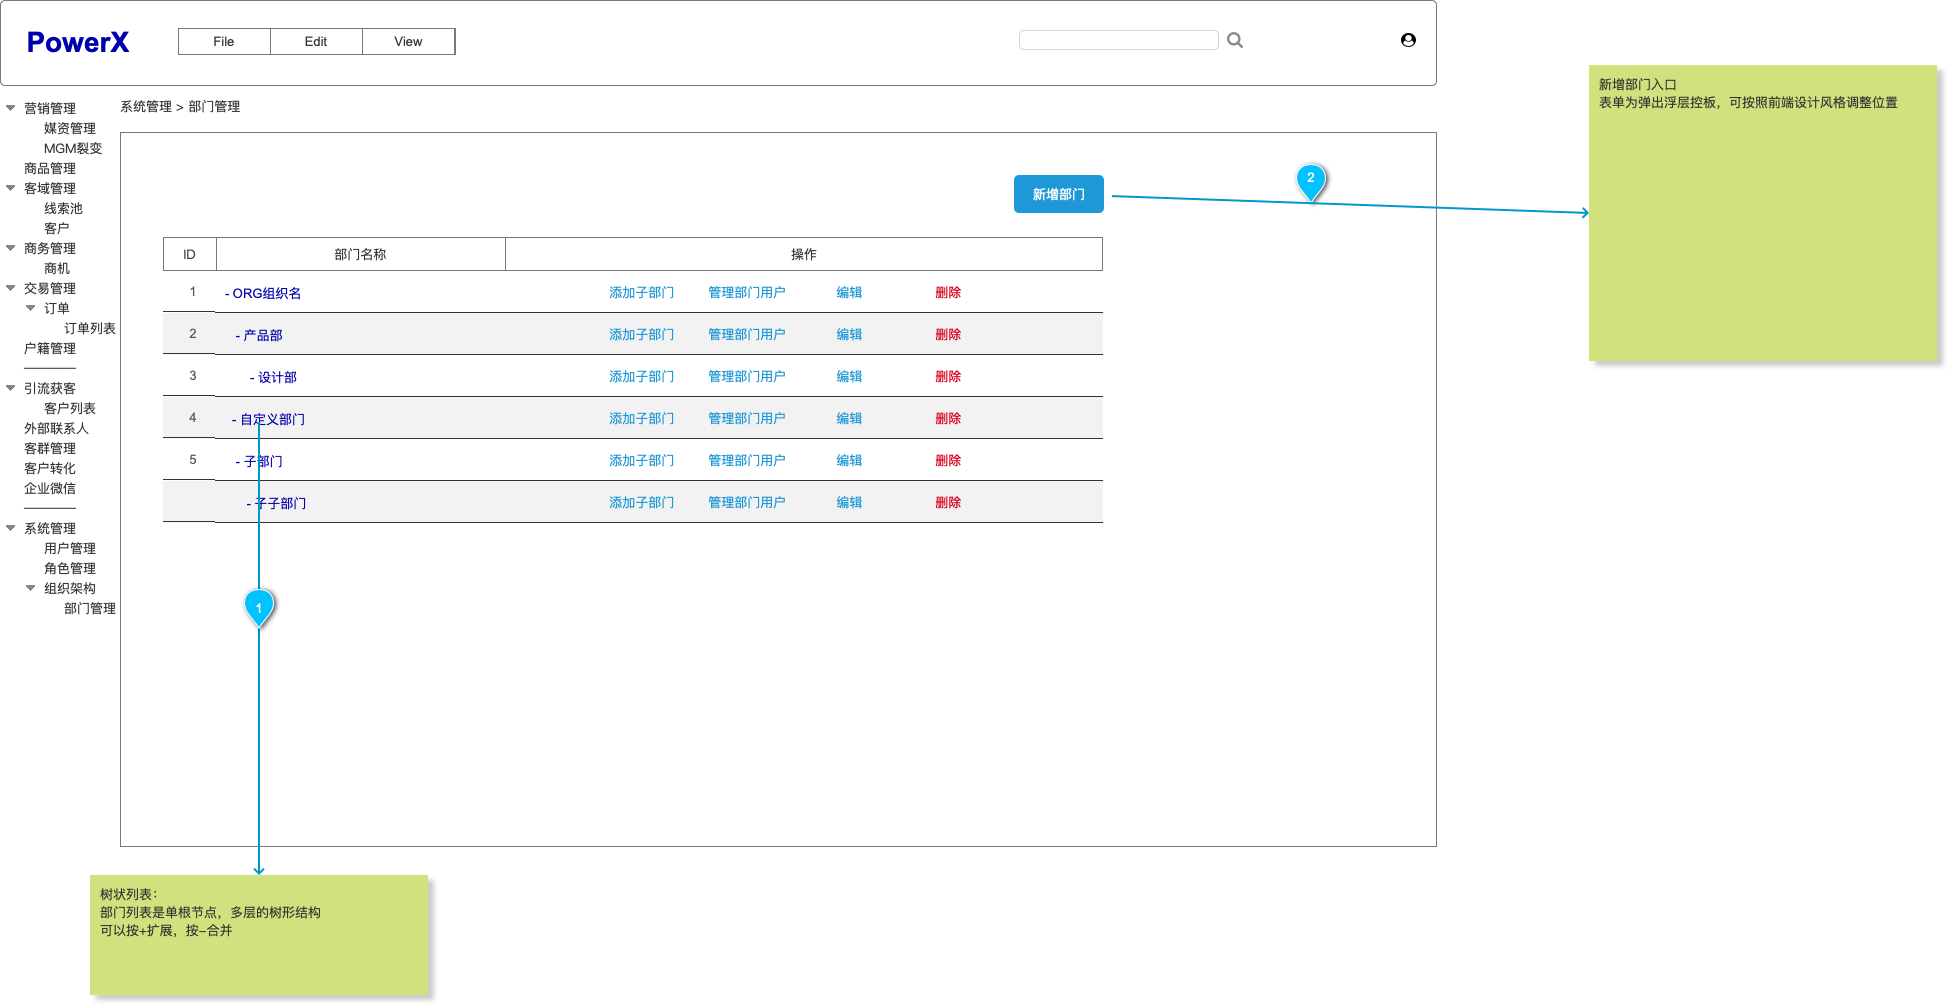 PowerX
File Edit View
系统管理 > 部门管理
营销管理
媒资管理
MGM裂变
商品管理
客域管理
线索池
客户
商务管理
商机
交易管理
订单
订单列表
户籍管理
引流获客
客户列表
外部联系人
客群管理
客户转化
企业微信
系统管理
用户管理
角色管理
组织架构
部门管理
新增部门
2
ID 部门名称 操作
1 - ORG组织名 添加子部门 管理部门用户 编辑 删除
2 - 产品部 添加子部门 管理部门用户 编辑 删除
3 - 设计部 添加子部门 管理部门用户 编辑 删除
4 - 自定义部门 添加子部门 管理部门用户 编辑 删除
5 - 子部门 添加子部门 管理部门用户 编辑 删除
- 子子部门 添加子部门 管理部门用户 编辑 删除
1
新增部门入口
表单为弹出浮层控板，可按照前端设计风格调整位置
树状列表：
部门列表是单根节点，多层的树形结构
可以按+扩展，按-合并